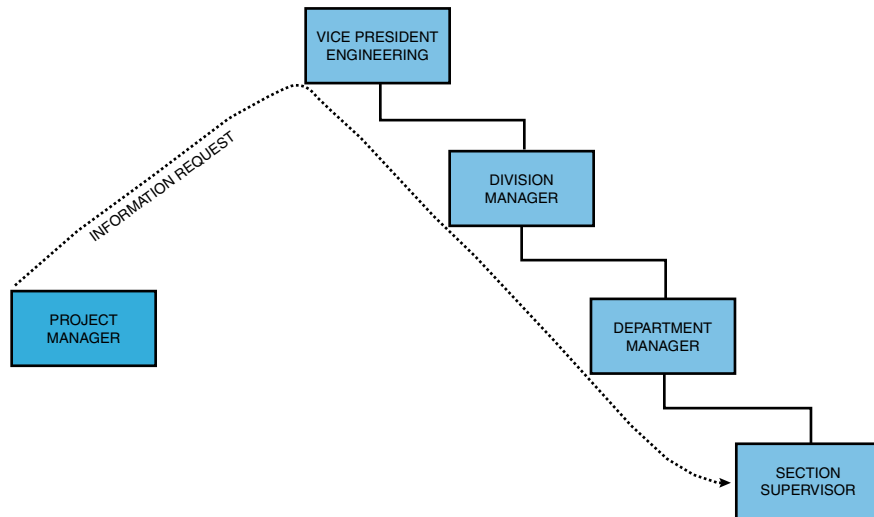 VICE PRESIDENT
ENGINEERING
INFORMATION REQUEST
DIVISION
MANAGER
PROJECT
MANAGER
DEPARTMENT
MANAGER
SECTION
SUPERVISOR